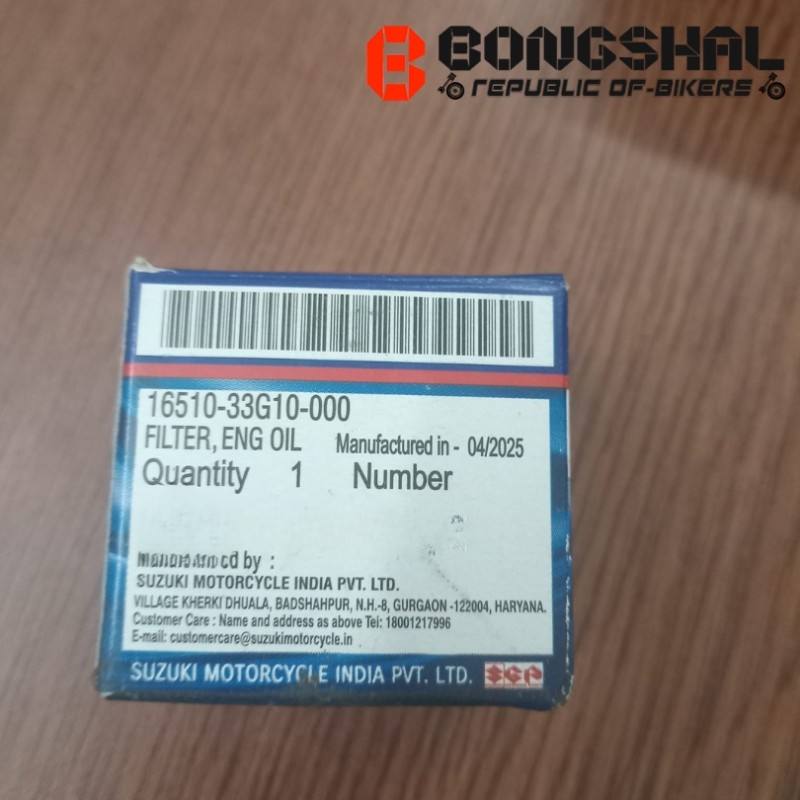 BONGSHAL
REPUBLIC OF-BIKERS
16510-33G10-000
FILTER, ENG OIL Manufactured in - 04/2025
Quantity 1 Number
by :
SUZUKI MOTORCYCLE INDIA PVT. LTD.
VILLAGE KHERKI DHUALA, BADSHAHPUR, N.H.-8, GURGAON -122004, HARYANA.
Customer Care : Name and address as above Tel: 18001217996
E-mail: customercare@suzukimotorcycle.in
SUZUKI MOTORCYCLE INDIA PVT. LTD. SGP